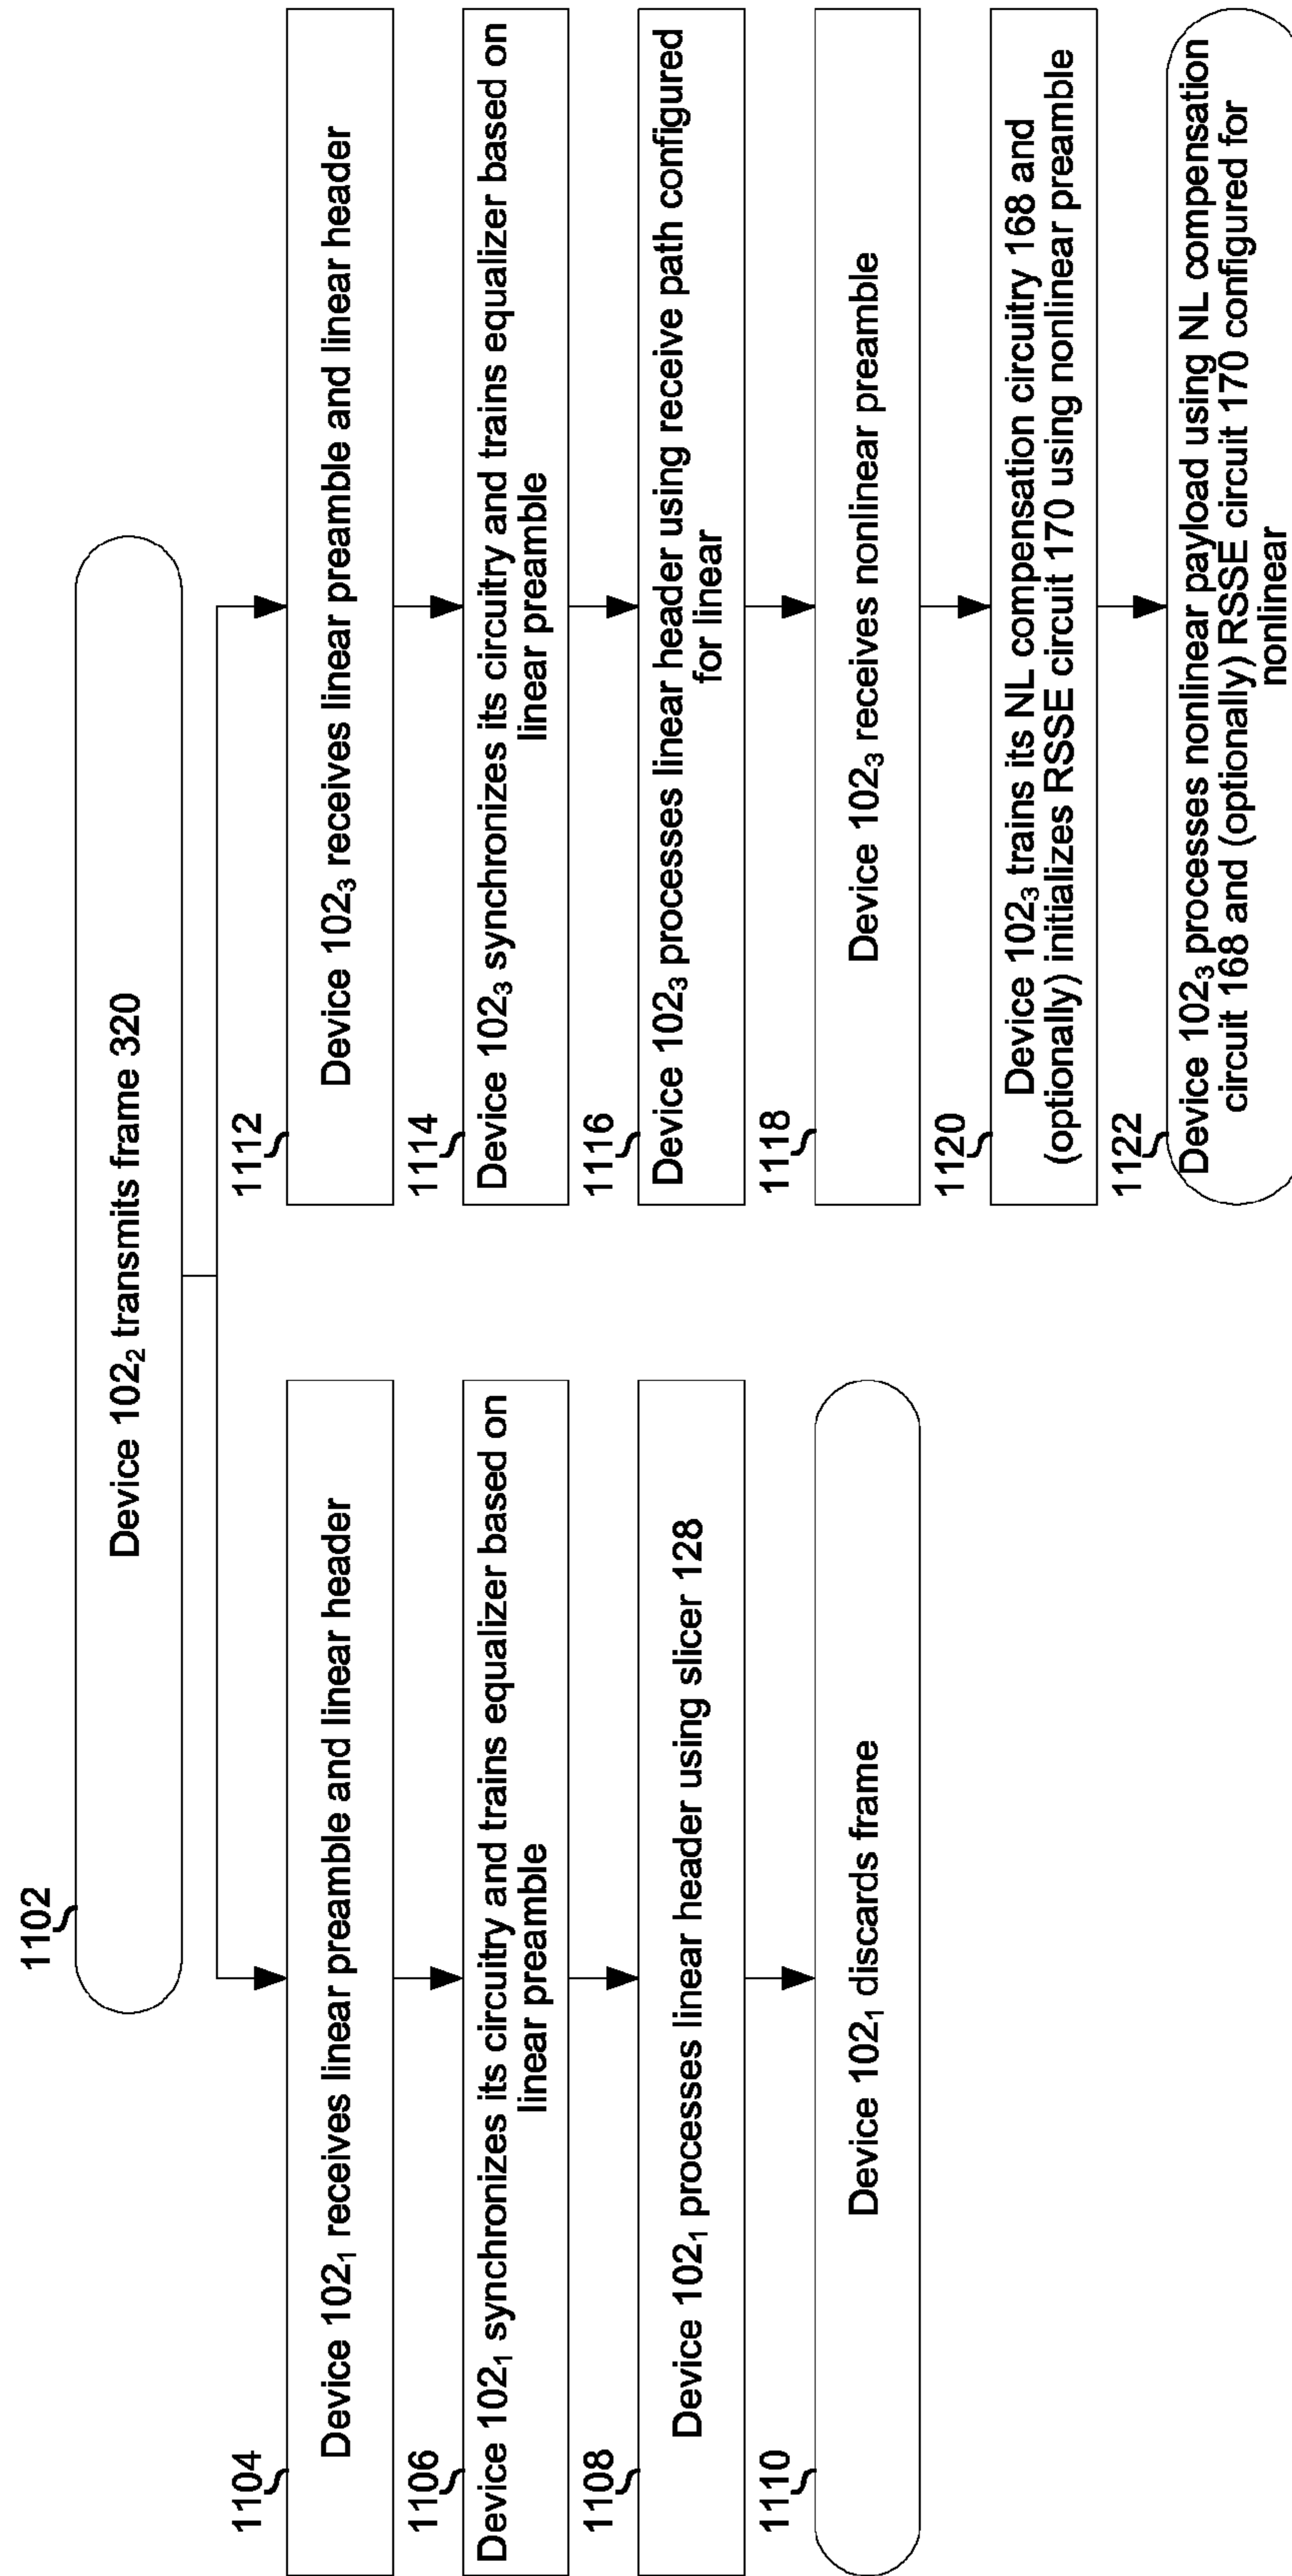 1102
Device 102₂ transmits frame 320
1104
Device 102₁ receives linear preamble and linear header
1106
Device 102₁ synchronizes its circuitry and trains equalizer based on
linear preamble
1108
Device 102₁ processes linear header using slicer 128
1110
Device 102₁ discards frame
1112
Device 102₃ receives linear preamble and linear header
1114
Device 102₃ synchronizes its circuitry and trains equalizer based on
linear preamble
1116
Device 102₃ processes linear header using receive path configured
for linear
1118
Device 102₃ receives nonlinear preamble
1120
Device 102₃ trains its NL compensation circuitry 168 and
(optionally) initializes RSSE circuit 170 using nonlinear preamble
1122
Device 102₃ processes nonlinear payload using NL compensation
circuit 168 and (optionally) RSSE circuit 170 configured for
nonlinear